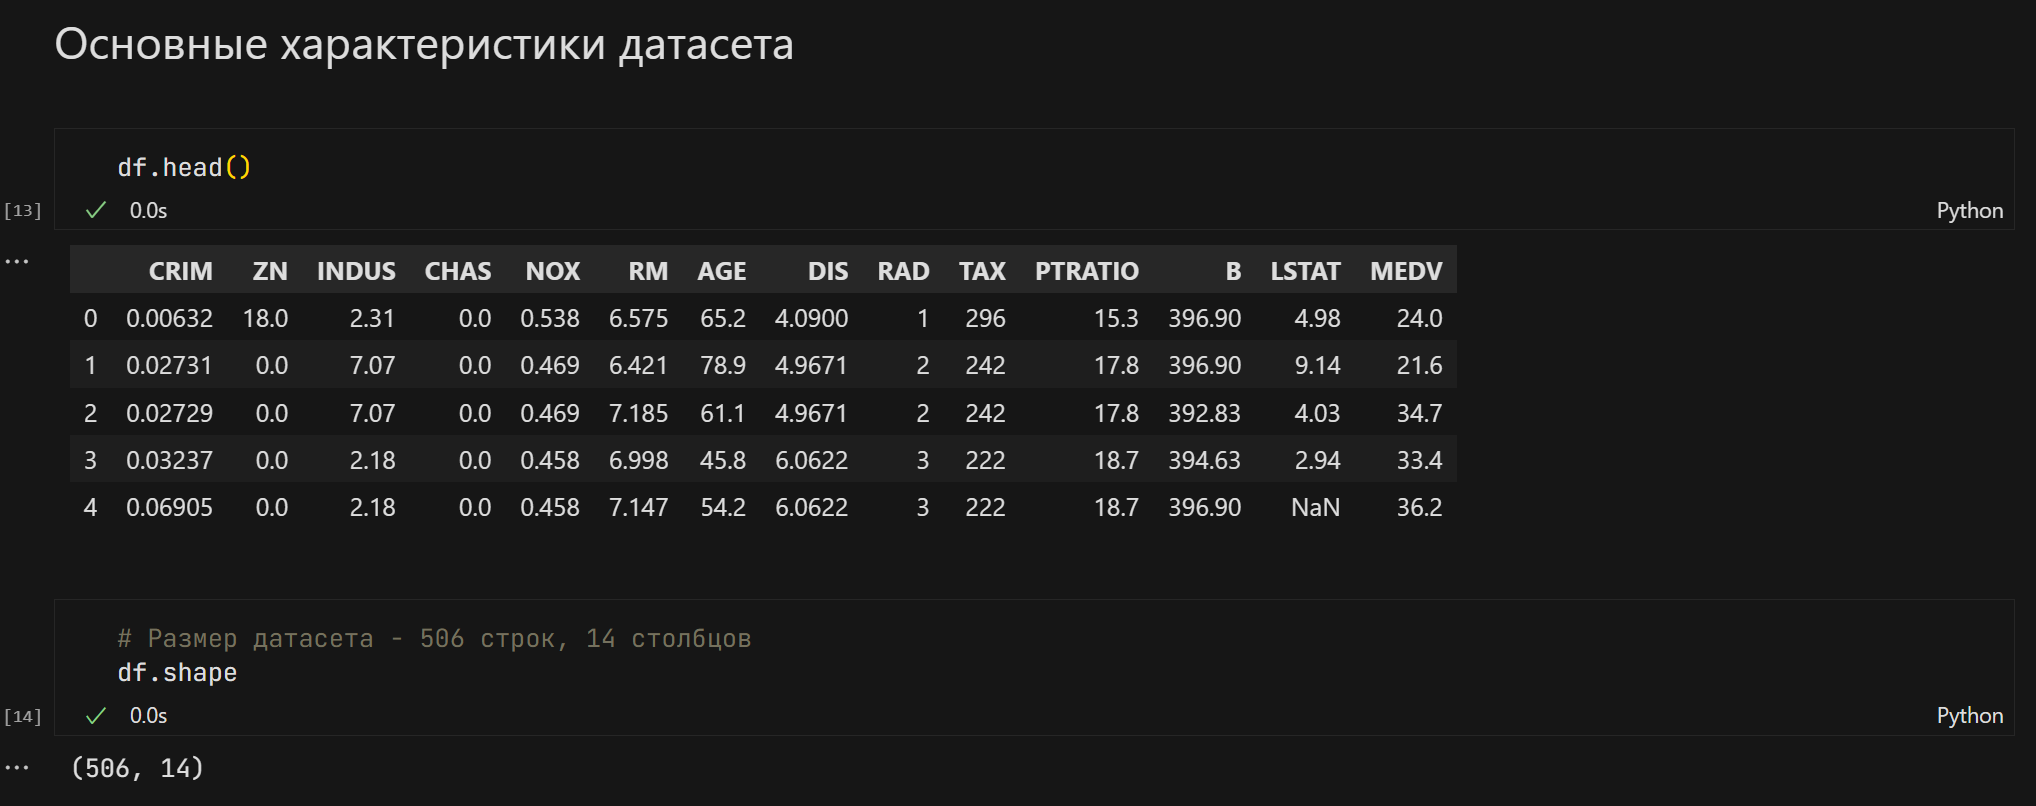 Основные характеристики датасета
df.head()
[13] ✓ 0.0s Python
... CRIM ZN INDUS CHAS NOX RM AGE DIS RAD TAX PTRATIO B LSTAT MEDV
0 0.00632 18.0 2.31 0.0 0.538 6.575 65.2 4.0900 1 296 15.3 396.90 4.98 24.0
1 0.02731 0.0 7.07 0.0 0.469 6.421 78.9 4.9671 2 242 17.8 396.90 9.14 21.6
2 0.02729 0.0 7.07 0.0 0.469 7.185 61.1 4.9671 2 242 17.8 392.83 4.03 34.7
3 0.03237 0.0 2.18 0.0 0.458 6.998 45.8 6.0622 3 222 18.7 394.63 2.94 33.4
4 0.06905 0.0 2.18 0.0 0.458 7.147 54.2 6.0622 3 222 18.7 396.90 NaN 36.2
# Размер датасета - 506 строк, 14 столбцов
df.shape
[14] ✓ 0.0s Python
... (506, 14)